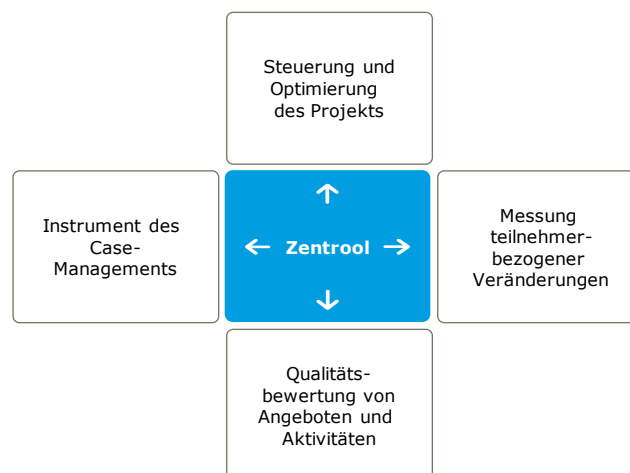 Steuerung und
Optimierung
des Projekts
Instrument des
Case-
Managements
← Zentrool →
Messung
teilnehmer-
bezogener
Veränderungen
Qualitäts-
bewertung von
Angeboten und
Aktivitäten